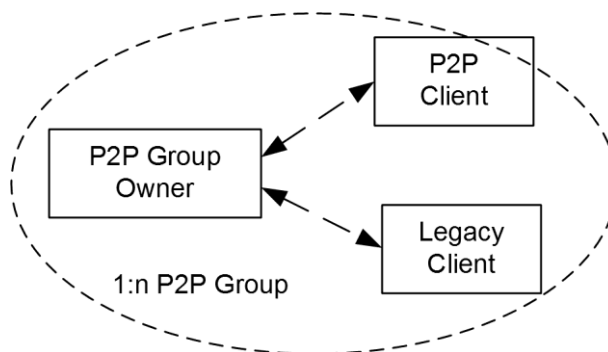 P2P
Client
P2P Group
Owner
Legacy
Client
1:n P2P Group